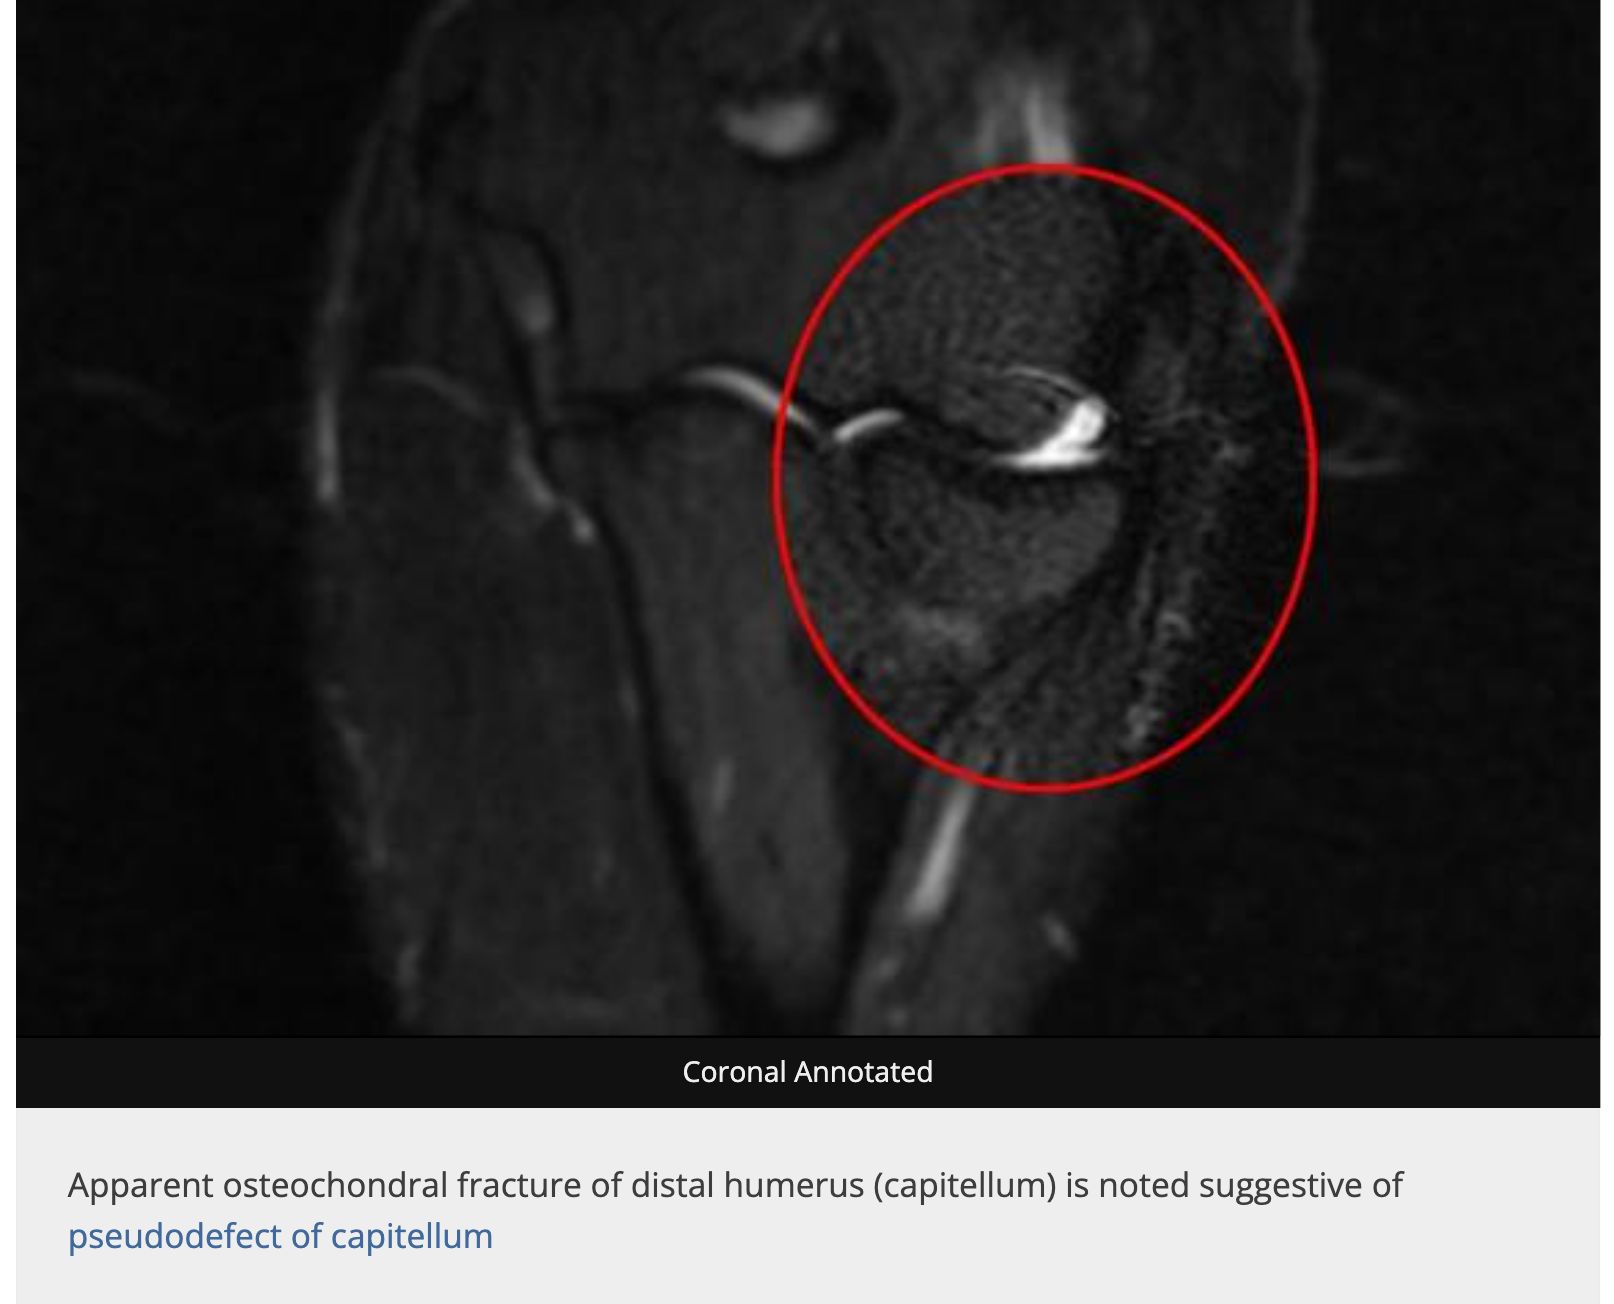 Coronal Annotated
Apparent osteochondral fracture of distal humerus (capitellum) is noted suggestive of
pseudodefect of capitellum